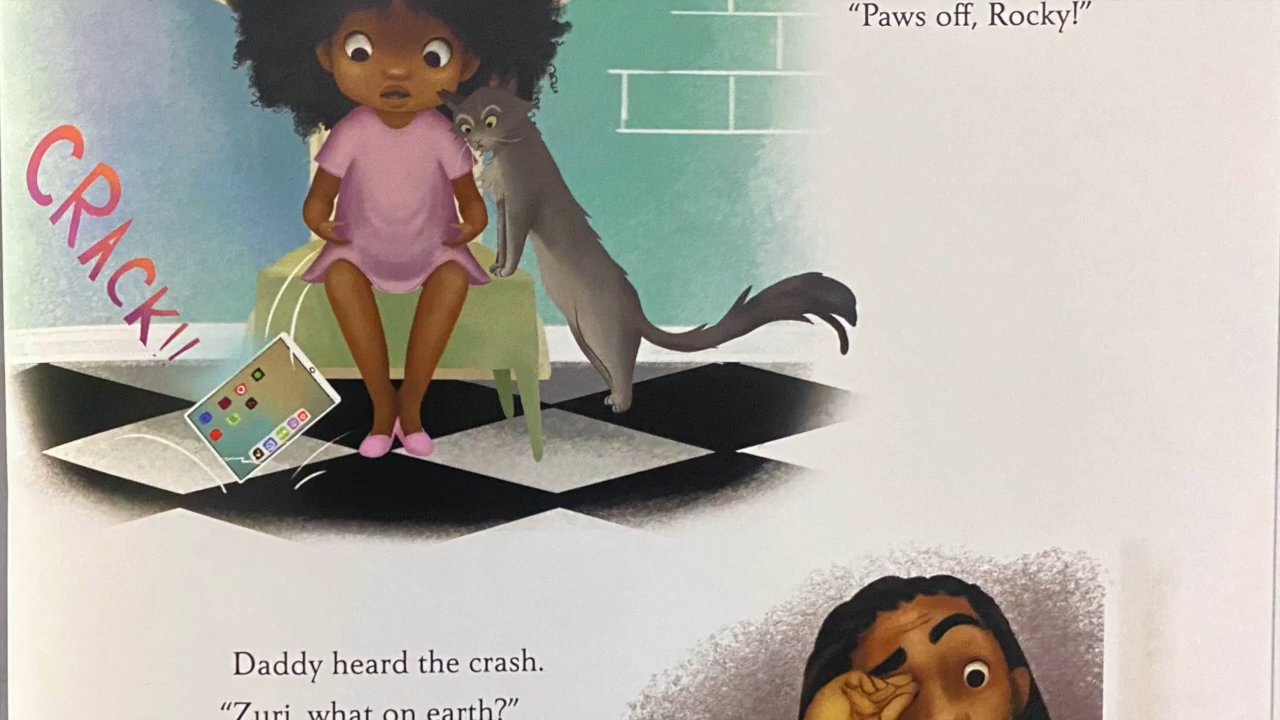 “Paws off, Rocky!”
CRACK!!
Daddy heard the crash.
“Zuri, what on earth?”